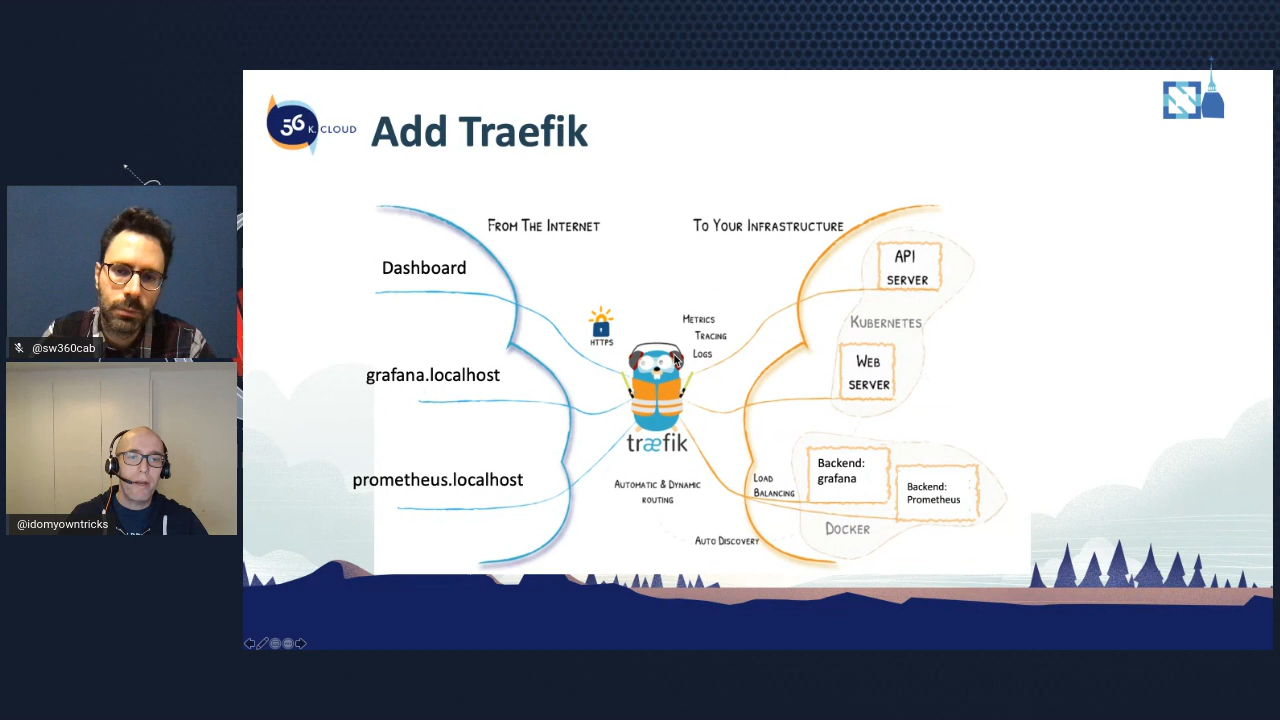 36
K. CLOUD
Add Traefik
FROM THE INTERNET
TO YOUR INFRASTRUCTURE
Dashboard
API
SERVER
HTTPS
METRICS
TRACING
LOGS
KUBERNETES
WEB
SERVER
grafana.localhost
træfik
prometheus.localhost
AUTOMATIC & DYNAMIC
ROUTING
LOAD
BALANCING
Backend:
grafana
Backend:
Prometheus
DOCKER
AUTO DISCOVERY
@sw360cab
@idomyowntricks